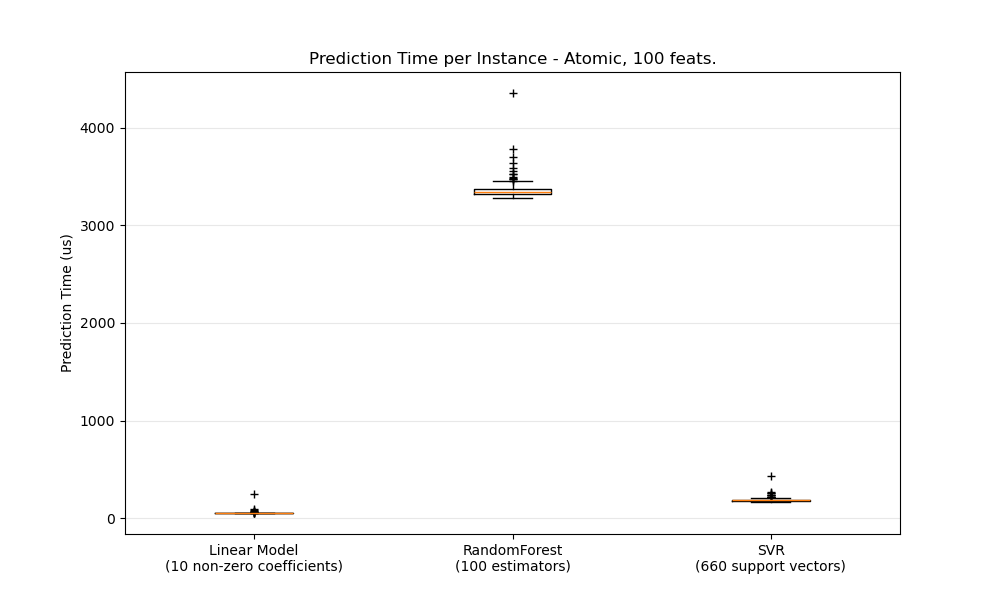 Prediction Time per Instance - Atomic, 100 feats.
Prediction Time (us)
4000
3000
2000
1000
0
Linear Model
(10 non-zero coefficients)
RandomForest
(100 estimators)
SVR
(660 support vectors)